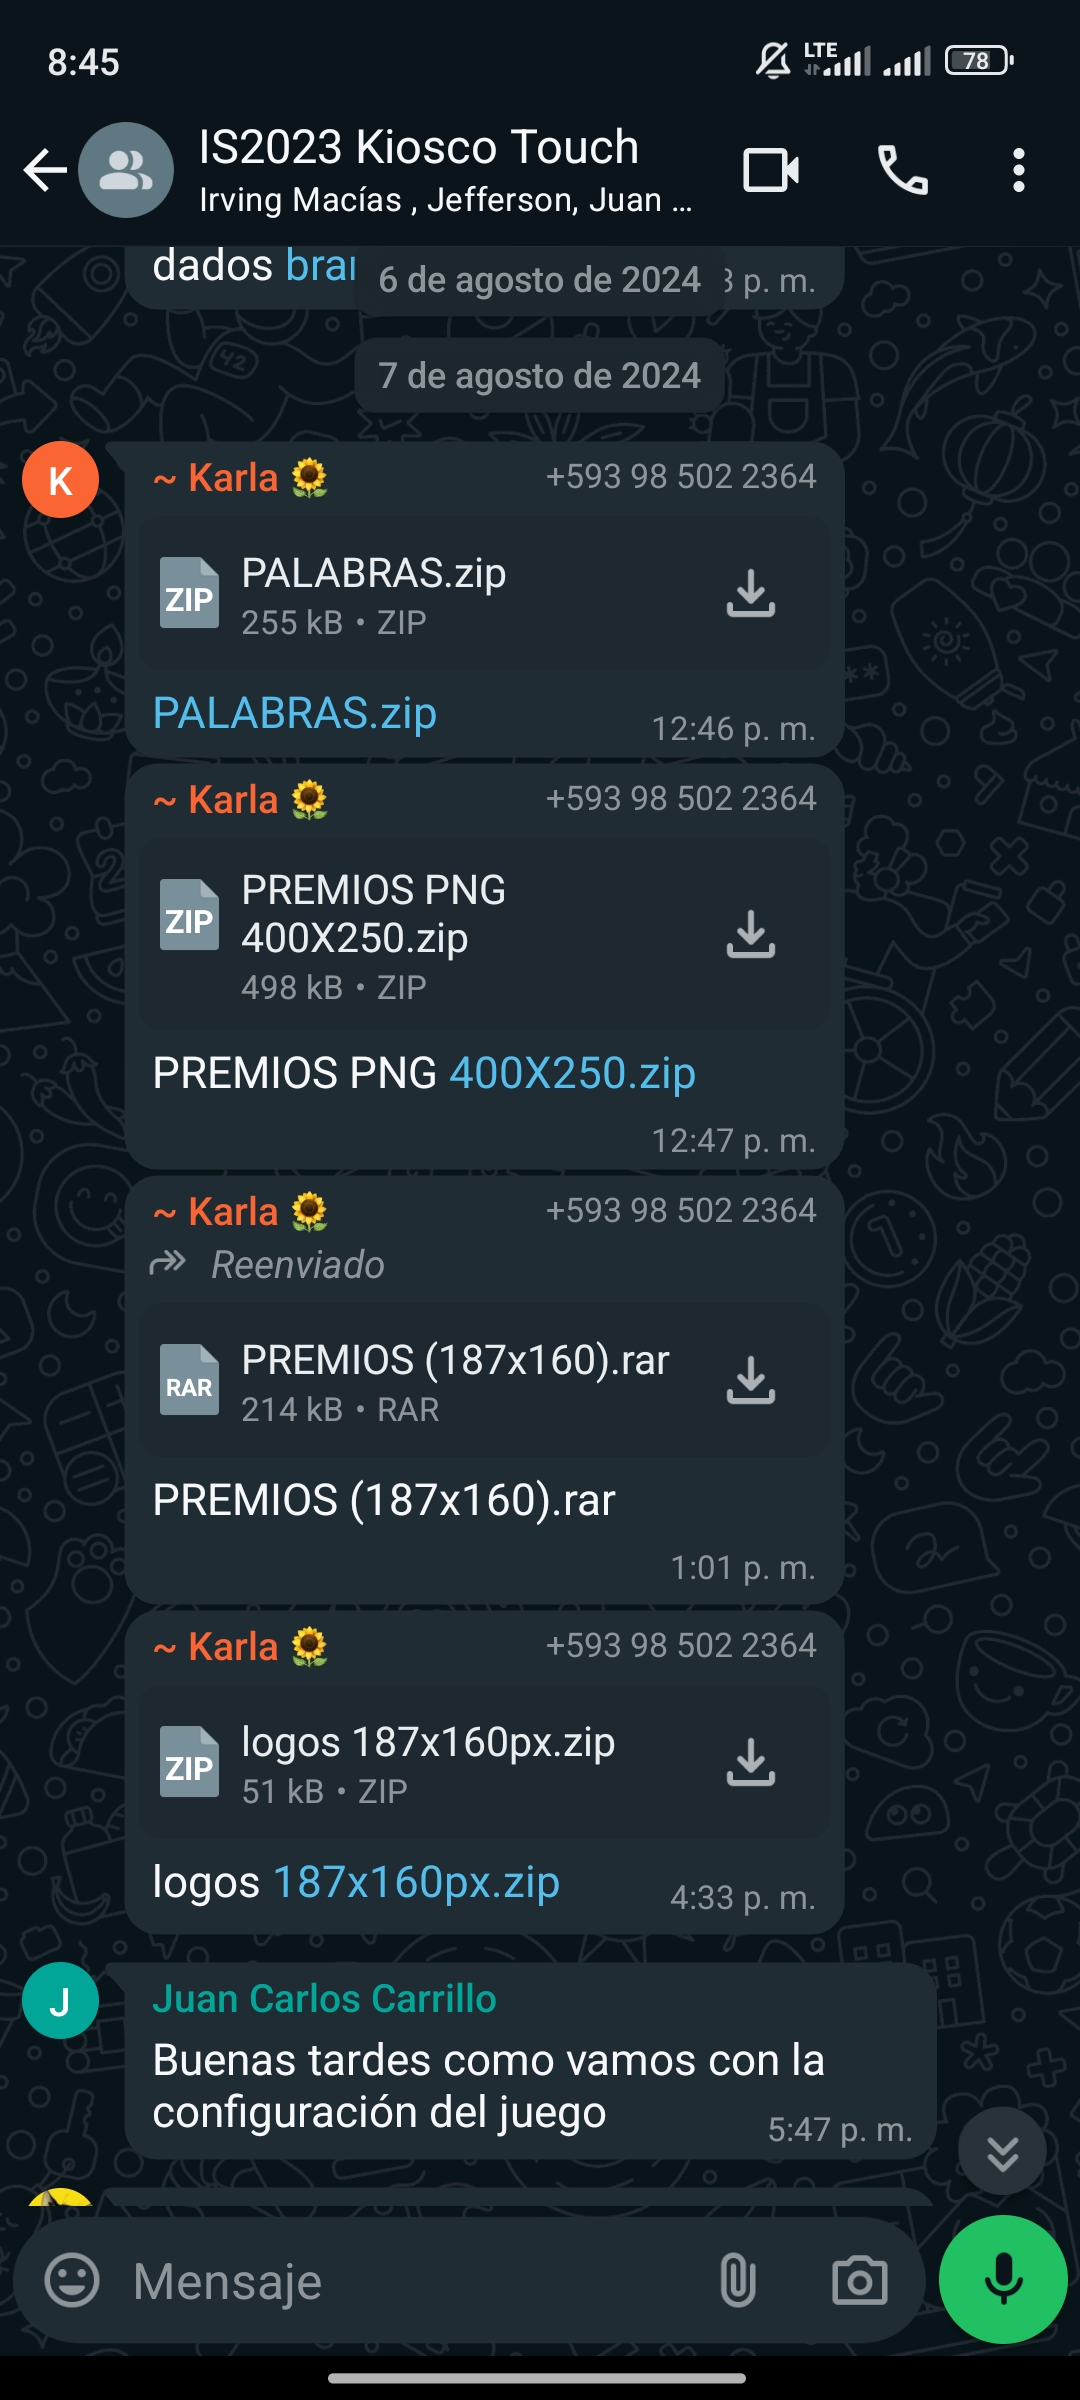 8:45
LTE
78
IS2023 Kiosco Touch
Irving Macías , Jefferson, Juan ...
dados
p. m.
6 de agosto de 2024
7 de agosto de 2024
K
~ Karla 🌻 +593 98 502 2364
ZIP
PALABRAS.zip
255 kB • ZIP
PALABRAS.zip
12:46 p. m.
~ Karla 🌻 +593 98 502 2364
ZIP
PREMIOS PNG
400X250.zip
498 kB • ZIP
PREMIOS PNG 400X250.zip
12:47 p. m.
~ Karla 🌻 +593 98 502 2364
Reenviado
RAR
PREMIOS (187x160).rar
214 kB • RAR
PREMIOS (187x160).rar
1:01 p. m.
~ Karla 🌻 +593 98 502 2364
ZIP
logos 187x160px.zip
51 kB • ZIP
logos 187x160px.zip
4:33 p. m.
J
Juan Carlos Carrillo
Buenas tardes como vamos con la
configuración del juego
5:47 p. m.
Mensaje